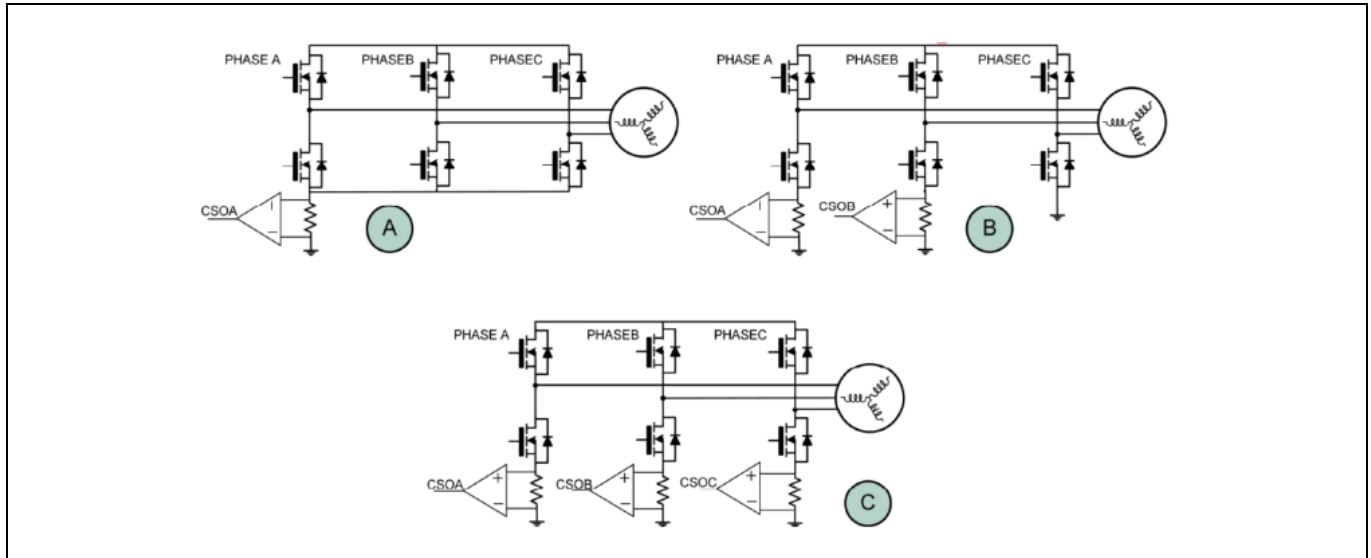 PHASE A PHASEB PHASEC
CSOA
A
PHASE A PHASEB PHASEC
CSOA CSOB
B
PHASE A PHASEB PHASEC
CSOA CSOB CSOC
C